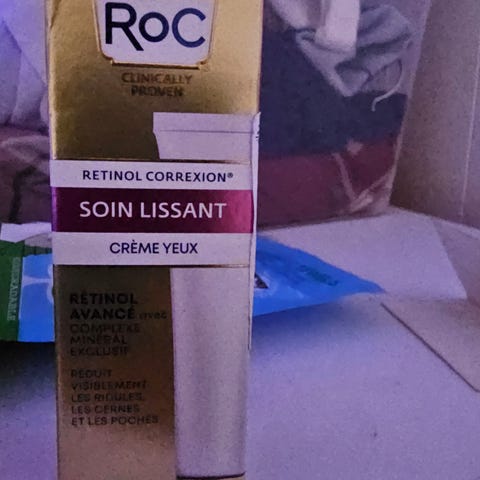 RoC
CLINICALLY
PROVEN
RETINOL CORREXION®
SOIN LISSANT
CRÈME YEUX
RÉTINOL
AVANCÉ avec
COMPLEXE
MINÉRAL
EXCLUSIF
RÉDUIT
VISIBLEMENT
LES RIDULES,
LES CERNES
ET LES POCHES